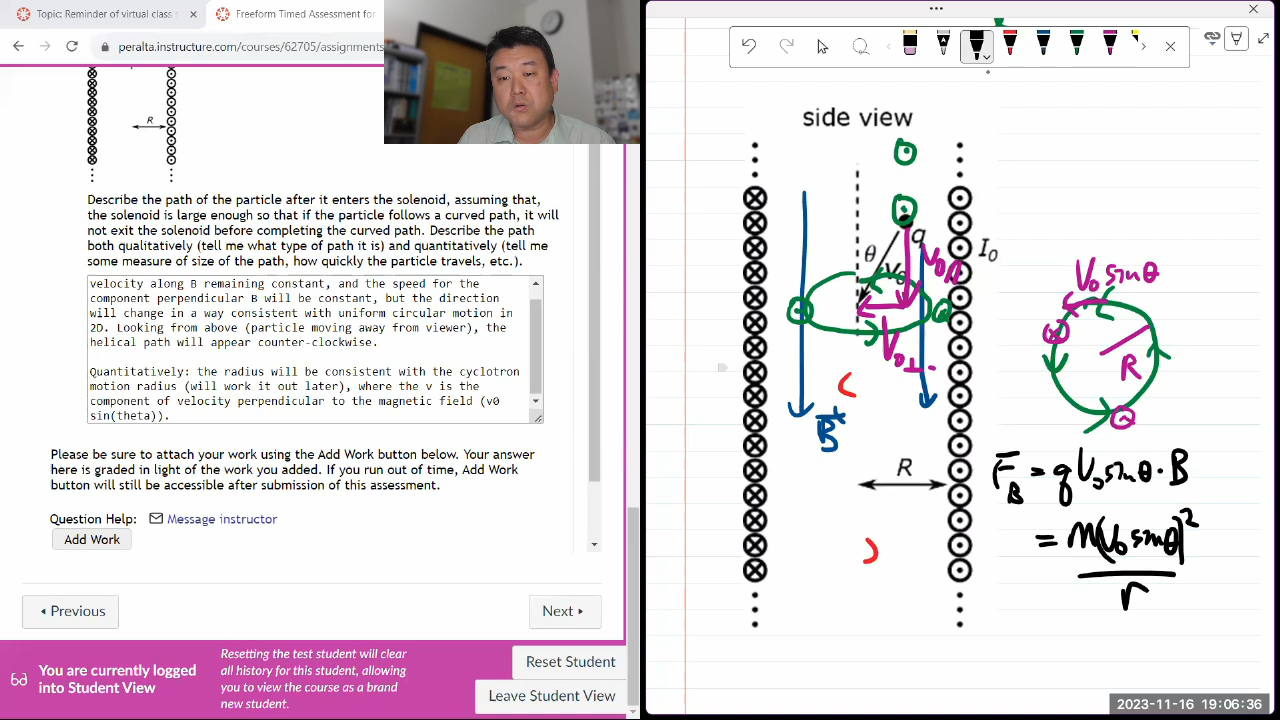 Topic: Reminder of virtual class s
Freeform Timed Assessment for
peralta.instructure.com/courses/62705/assignments
R
Describe the path of the particle after it enters the solenoid, assuming that,
the solenoid is large enough so that if the particle follows a curved path, it will
not exit the solenoid before completing the curved path. Describe the path
both qualitatively (tell me what type of path it is) and quantitatively (tell me
some measure of size of the path, how quickly the particle travels, etc.).
velocity along B remaining constant, and the speed for the
component perpendicular B will be constant, but the direction
will change in a way consistent with uniform circular motion in
2D. Looking from above (particle moving away from viewer), the
helical path will appear counter-clockwise.
Quantitatively: the radius will be consistent with the cyclotron
motion radius (will work it out later), where the v is the
component of velocity perpendicular to the magnetic field (v0
sin(theta)).
Please be sure to attach your work using the Add Work button below. Your answer
here is graded in light of the work you added. If you run out of time, Add Work
button will still be accessible after submission of this assessment.
Question Help: Message instructor
Add Work
Previous
Next
You are currently logged
into Student View
Resetting the test student will clear
all history for this student, allowing
you to view the course as a brand
new student.
Reset Student
Leave Student View
side view
q
θ
v₀
I₀
V₀∥
V₀⊥
B
R
V₀ sinθ
R
F_B = qV₀sinθ·B
= m(V₀ sinθ)²
r
2023-11-16 19:06:36